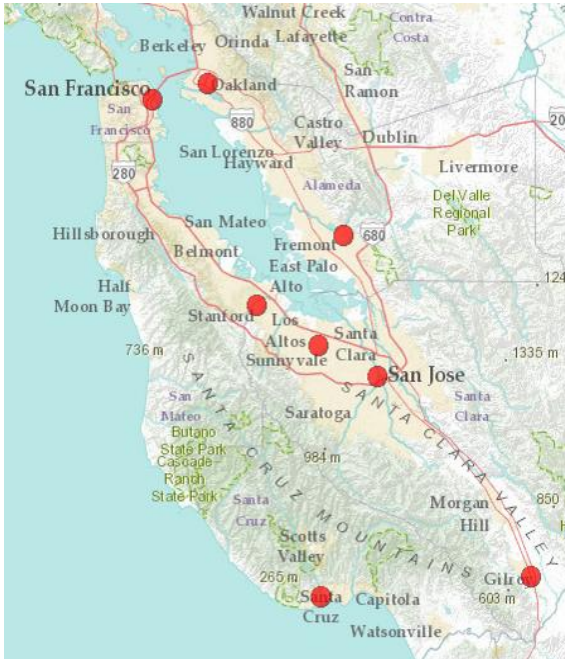 Walnut Creek
Contra
Costa
Berkeley
Orinda
Lafayette
San Francisco
Oakland
San
Ramon
San
Francisco
880
Castro
Valley
Dublin
20
280
San Lorenzo
Hayward
Livermore
Alameda
Del Valle
Regional
Park
San Mateo
Hillsborough
Belmont
Fremont
680
East Palo
Alto
Half
Moon Bay
124
Stanford
Los
Altos
Santa
Clara
736 m
Sunnyvale
1335 m
San Jose
San
Mateo
Saratoga
Santa
Clara
SANTA CLARA VALLEY
SANTA CRUZ MOUNTAINS
Butano
State Park
Cascade
Ranch
State Park
984 m
Santa
Cruz
Morgan
Hill
850
Scotts
Valley
265 m
Gilroy
603 m
Santa
Cruz
Capitola
Watsonville